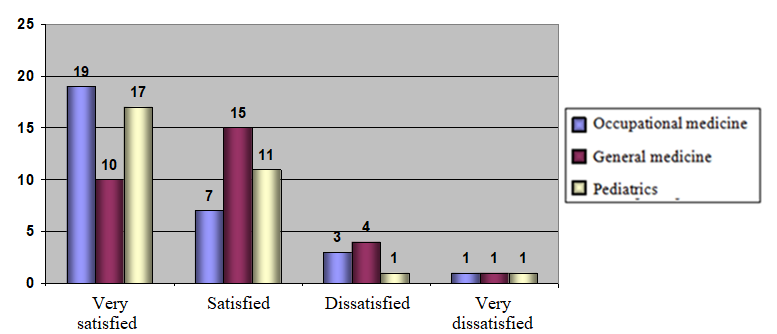 25
20
15
10
5
0
19
10
17
7
15
11
3
4
1
1
1
1
Very
satisfied
Satisfied
Dissatisfied
Very
dissatisfied
Occupational medicine
General medicine
Pediatrics